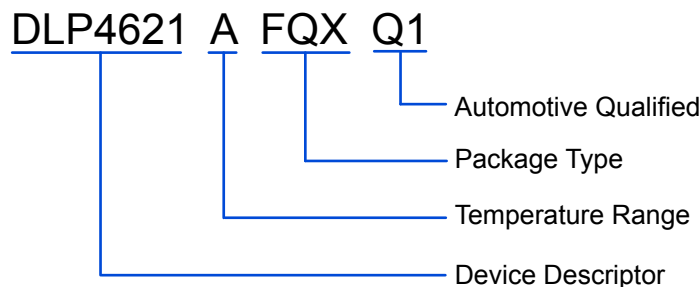 DLP4621 A FQX Q1
Automotive Qualified
Package Type
Temperature Range
Device Descriptor